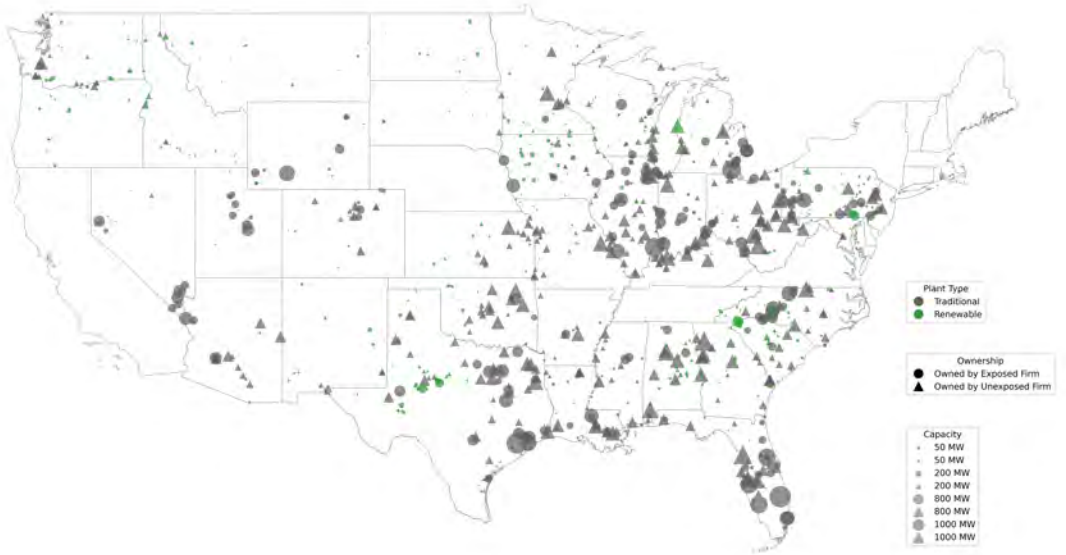 Plant Type
Traditional
Renewable
Ownership
Owned by Exposed Firm
Owned by Unexposed Firm
Capacity
50 MW
50 MW
200 MW
200 MW
800 MW
800 MW
1000 MW
1000 MW